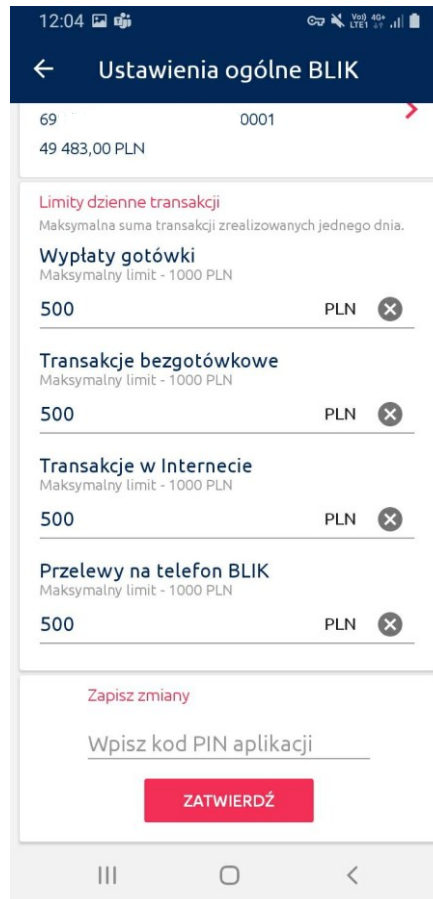 12:04
Vo)) 4G+
LTE1
Ustawienia ogólne BLIK
69 0001
49 483,00 PLN
Limity dzienne transakcji
Maksymalna suma transakcji zrealizowanych jednego dnia.
Wypłaty gotówki
Maksymalny limit - 1000 PLN
500 PLN
Transakcje bezgotówkowe
Maksymalny limit - 1000 PLN
500 PLN
Transakcje w Internecie
Maksymalny limit - 1000 PLN
500 PLN
Przelewy na telefon BLIK
Maksymalny limit - 1000 PLN
500 PLN
Zapisz zmiany
Wpisz kod PIN aplikacji
ZATWIERDŹ